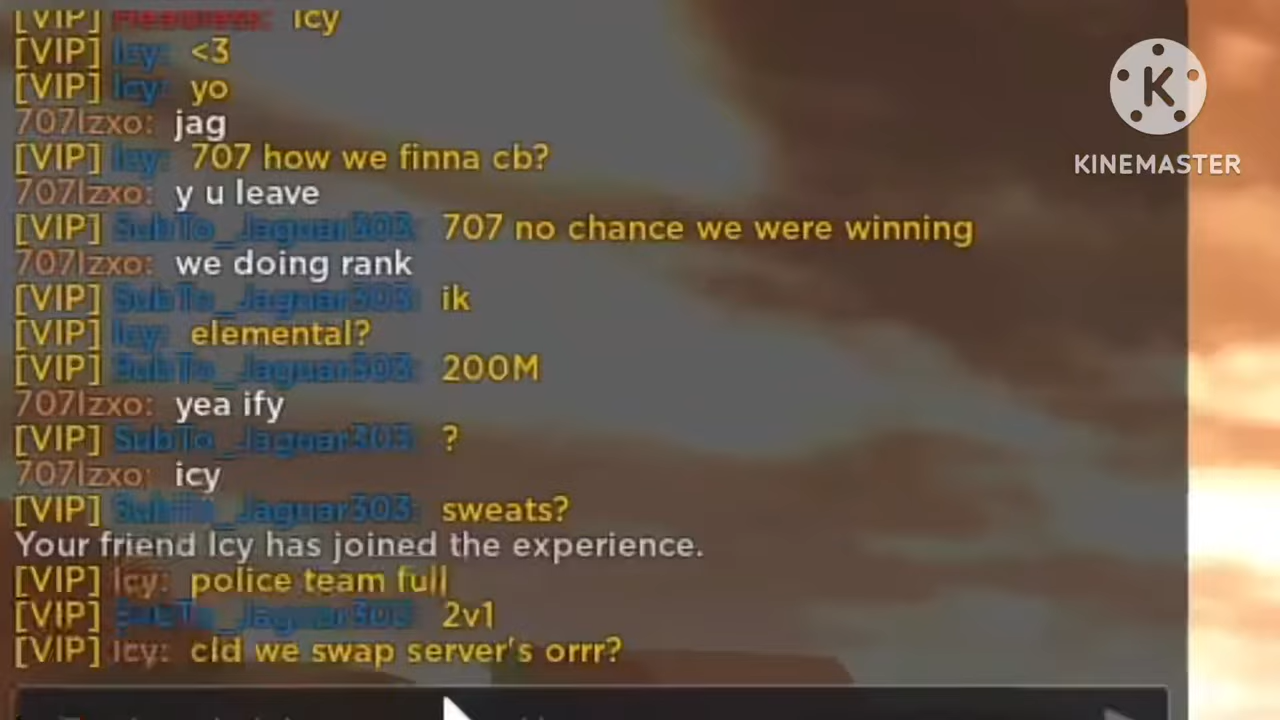 [VIP] Headless: Icy
[VIP] Icy: <3
[VIP] Icy: yo
707lzxo: jag
[VIP] Icy: 707 how we finna cb?
707lzxo: y u leave
[VIP] SubTo_Jaguar303: 707 no chance we were winning
707lzxo: we doing rank
[VIP] SubTo_Jaguar303: ik
[VIP] Icy: elemental?
[VIP] SubTo_Jaguar303: 200M
707lzxo: yea ify
[VIP] SubTo_Jaguar303: ?
707lzxo: icy
[VIP] SubTo_Jaguar303: sweats?
Your friend Icy has joined the experience.
[VIP] Icy: police team full
[VIP] SubTo_Jaguar303: 2v1
[VIP] Icy: cld we swap server's orrr?
K
KINEMASTER